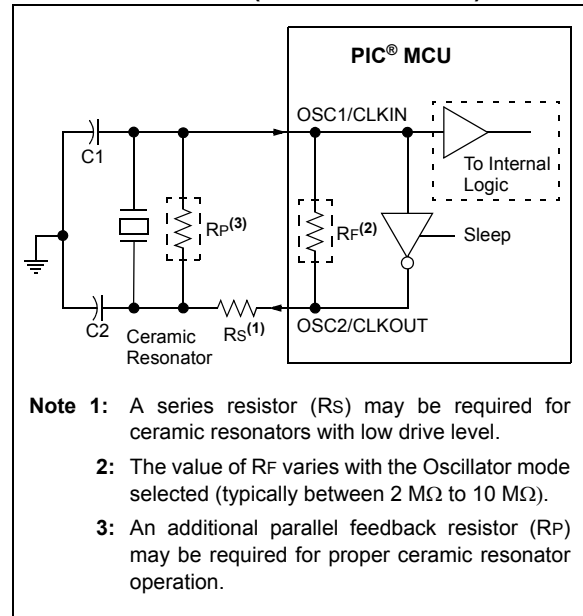 PIC® MCU
OSC1/CLKIN
C1
To Internal
Logic
RP(3)
RF(2)
Sleep
C2
Ceramic
Resonator
RS(1)
OSC2/CLKOUT
Note 1: A series resistor (RS) may be required for
ceramic resonators with low drive level.
2: The value of RF varies with the Oscillator mode
selected (typically between 2 MΩ to 10 MΩ).
3: An additional parallel feedback resistor (RP)
may be required for proper ceramic resonator
operation.